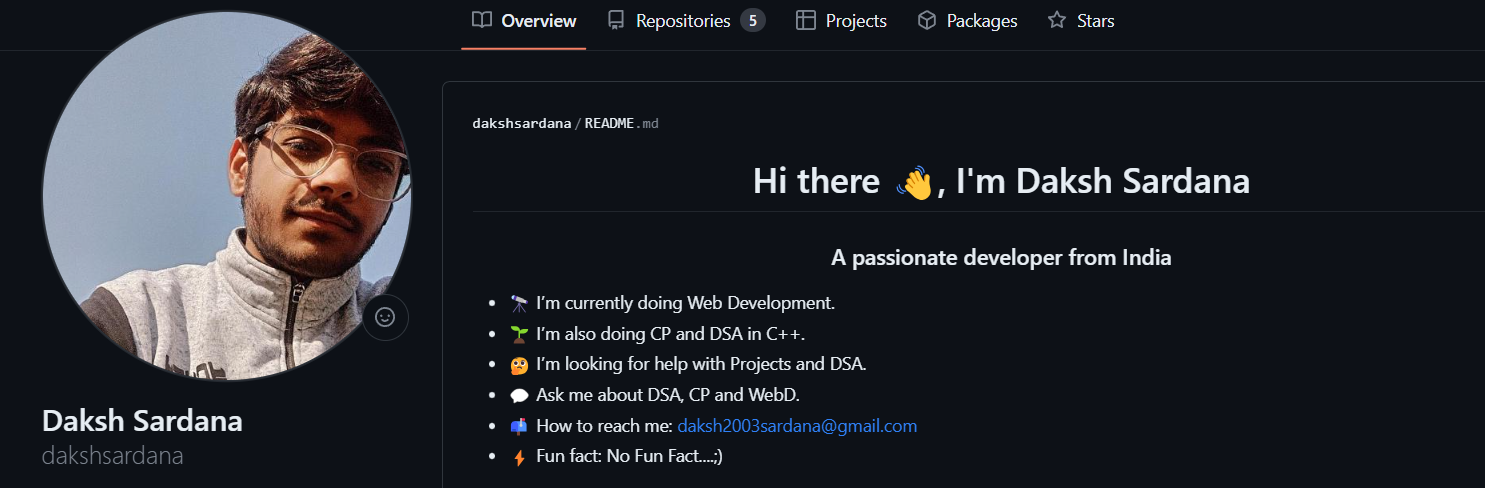 Overview Repositories 5 Projects Packages Stars
dakshsardana/README.md
Hi there 👋, I'm Daksh Sardana
A passionate developer from India
🔭 I’m currently doing Web Development.
🌱 I’m also doing CP and DSA in C++.
🤔 I’m looking for help with Projects and DSA.
💬 Ask me about DSA, CP and WebD.
📫 How to reach me: daksh2003sardana@gmail.com
⚡ Fun fact: No Fun Fact....;)
Daksh Sardana
dakshsardana